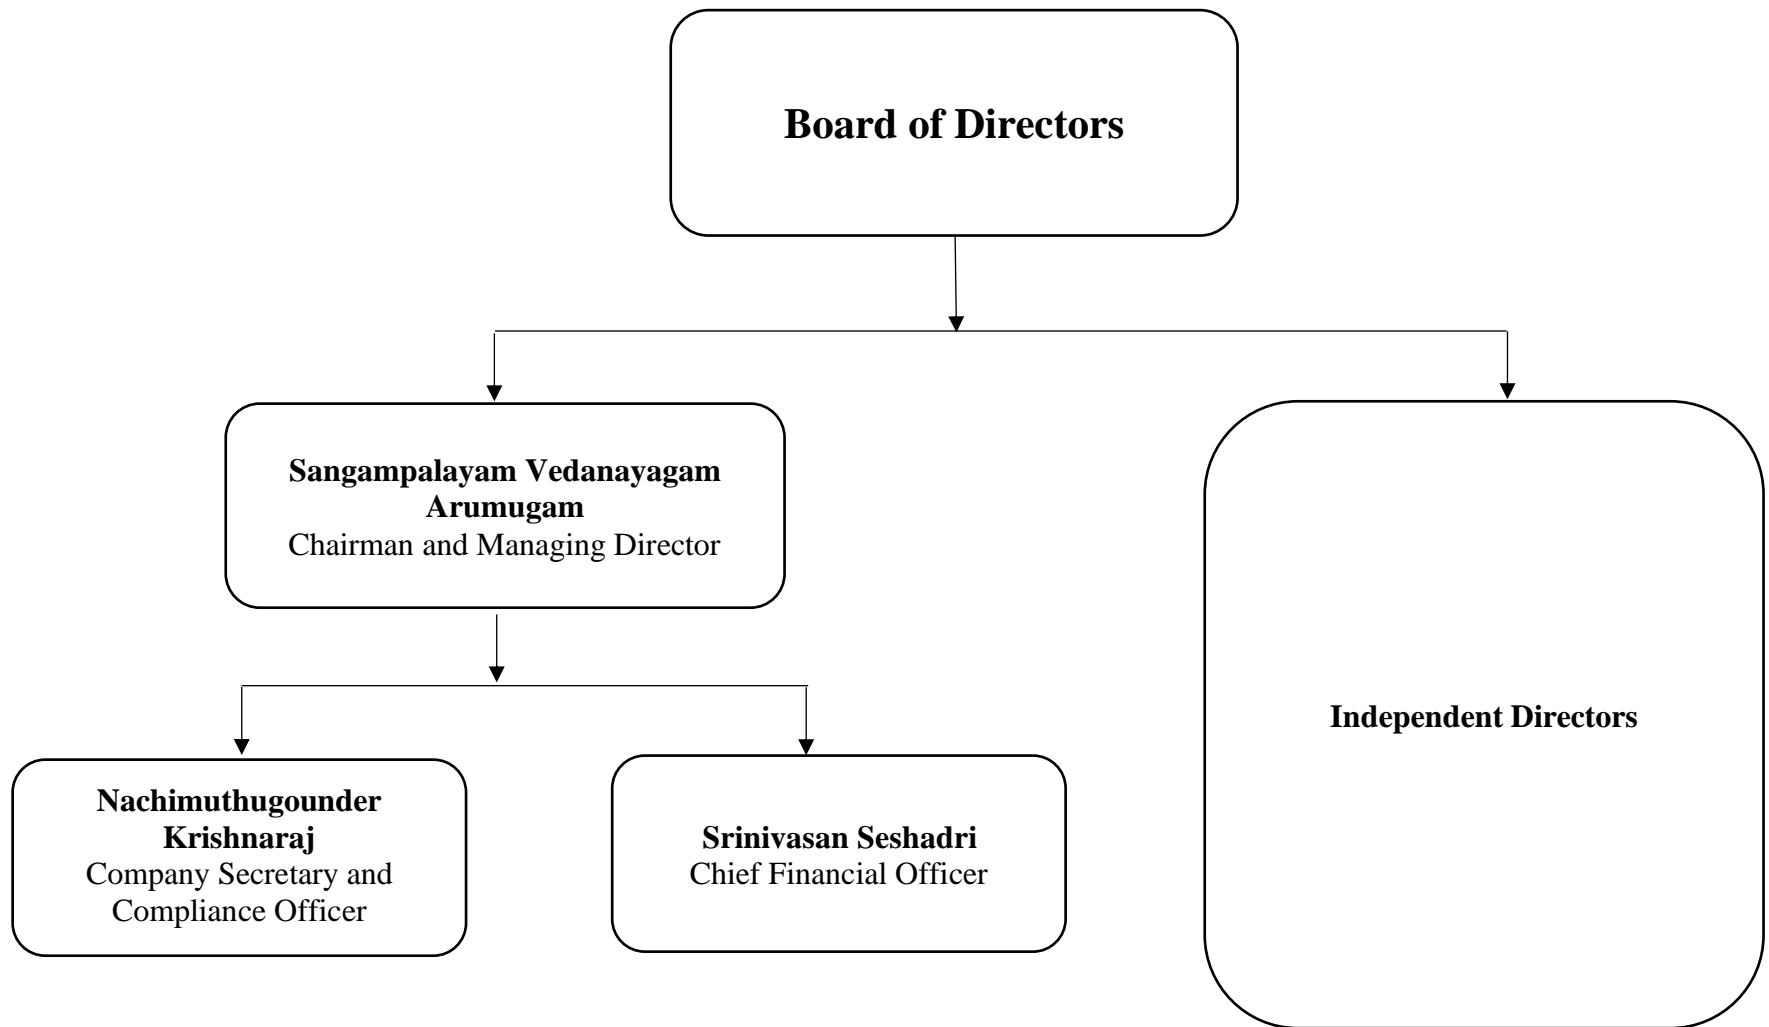 Board of Directors
Sangampalayam Vedanayagam
Arumugam
Chairman and Managing Director
Independent Directors
Nachimuthugounder
Krishnaraj
Company Secretary and
Compliance Officer
Srinivasan Seshadri
Chief Financial Officer